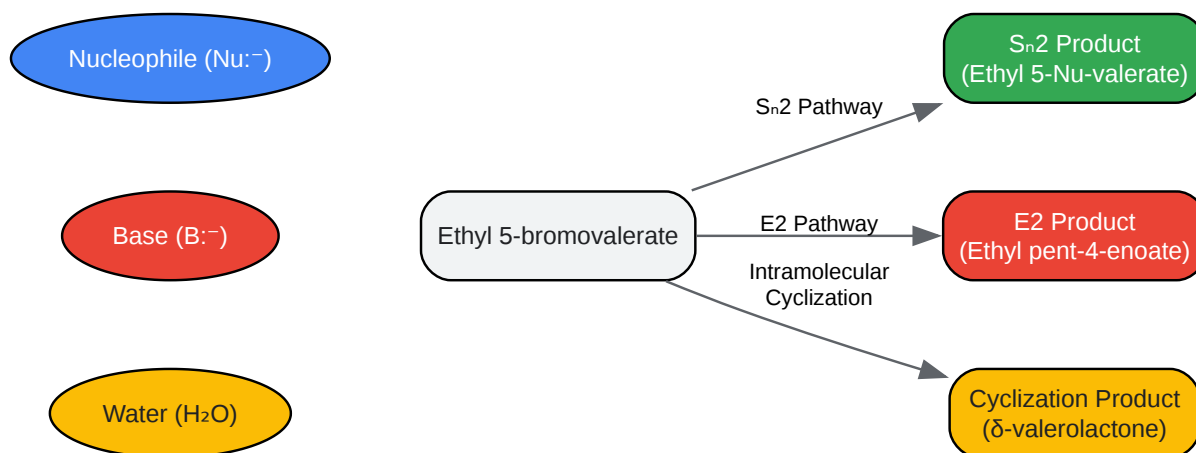 Nucleophile (Nu:⁻)
Sₙ2 Product
(Ethyl 5-Nu-valerate)
Sₙ2 Pathway
Base (B:⁻)
Ethyl 5-bromovalerate
E2 Pathway
E2 Product
(Ethyl pent-4-enoate)
Intramolecular
Cyclization
Water (H₂O)
Cyclization Product
(δ-valerolactone)